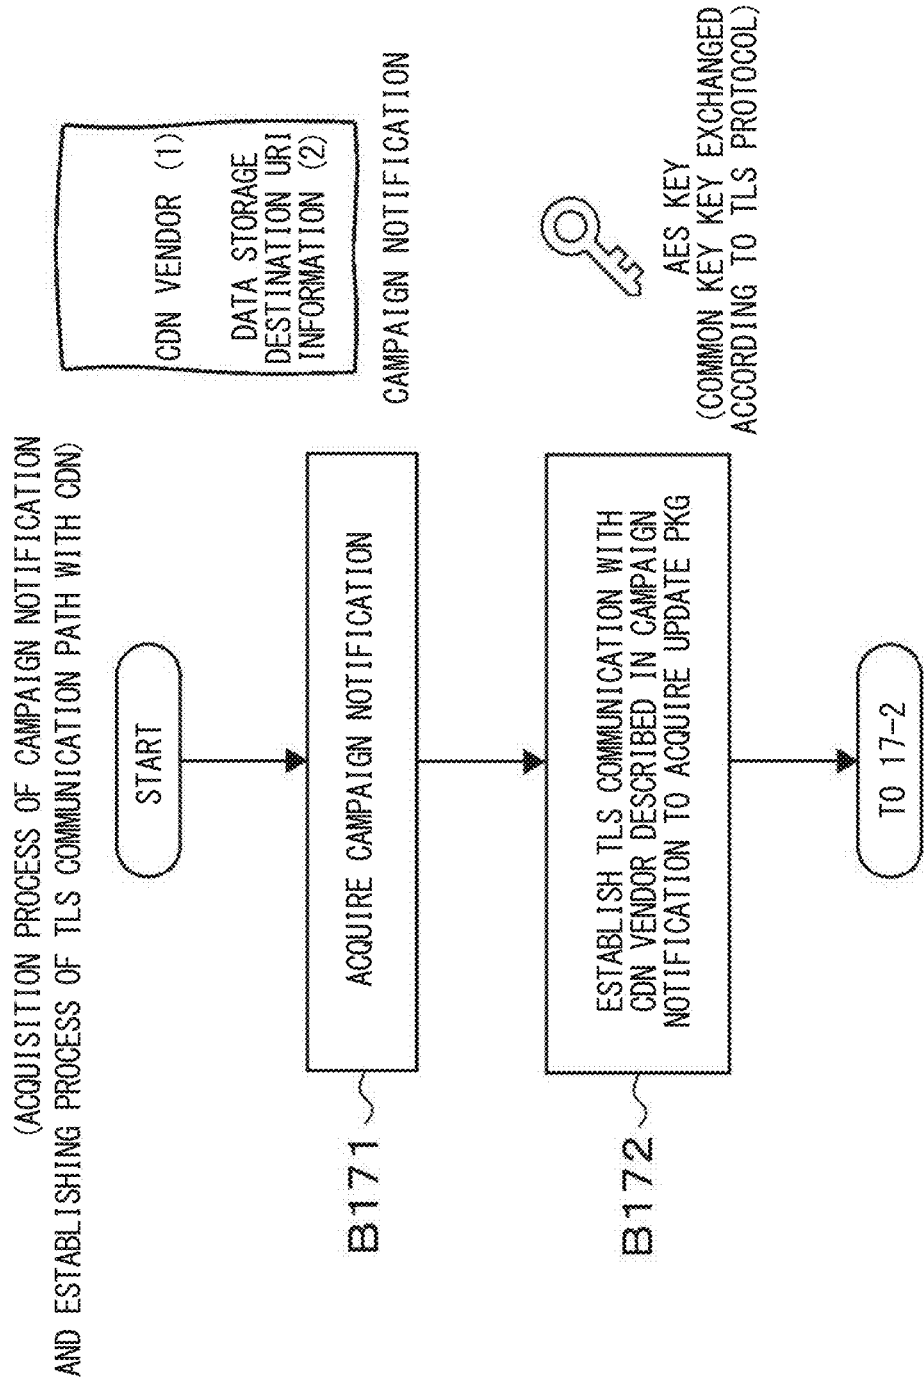 (ACQUISITION PROCESS OF CAMPAIGN NOTIFICATION
AND ESTABLISHING PROCESS OF TLS COMMUNICATION PATH WITH CDN)
START
B171
ACQUIRE CAMPAIGN NOTIFICATION
CDN VENDOR (1)
DATA STORAGE
DESTINATION URI
INFORMATION (2)
CAMPAIGN NOTIFICATION
B172
ESTABLISH TLS COMMUNICATION WITH
CDN VENDOR DESCRIBED IN CAMPAIGN
NOTIFICATION TO ACQUIRE UPDATE PKG
AES KEY
(COMMON KEY KEY EXCHANGED
ACCORDING TO TLS PROTOCOL)
TO 17-2